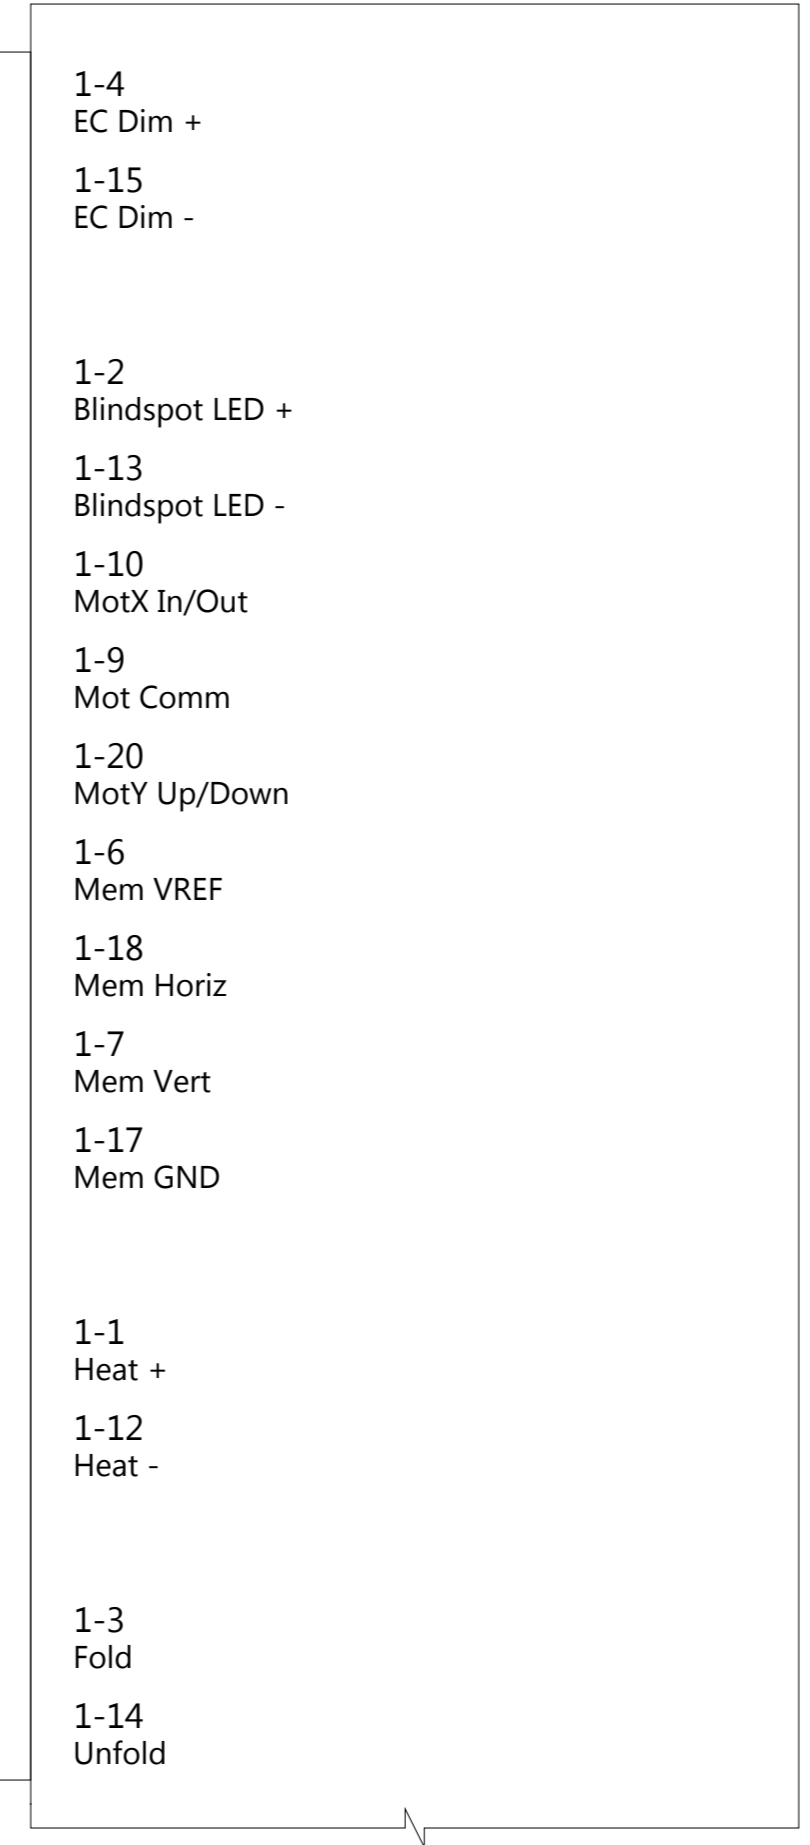 1-4
EC Dim +
1-15
EC Dim -
1-2
Blindspot LED +
1-13
Blindspot LED -
1-10
MotX In/Out
1-9
Mot Comm
1-20
MotY Up/Down
1-6
Mem VREF
1-18
Mem Horiz
1-7
Mem Vert
1-17
Mem GND
1-1
Heat +
1-12
Heat -
1-3
Fold
1-14
Unfold